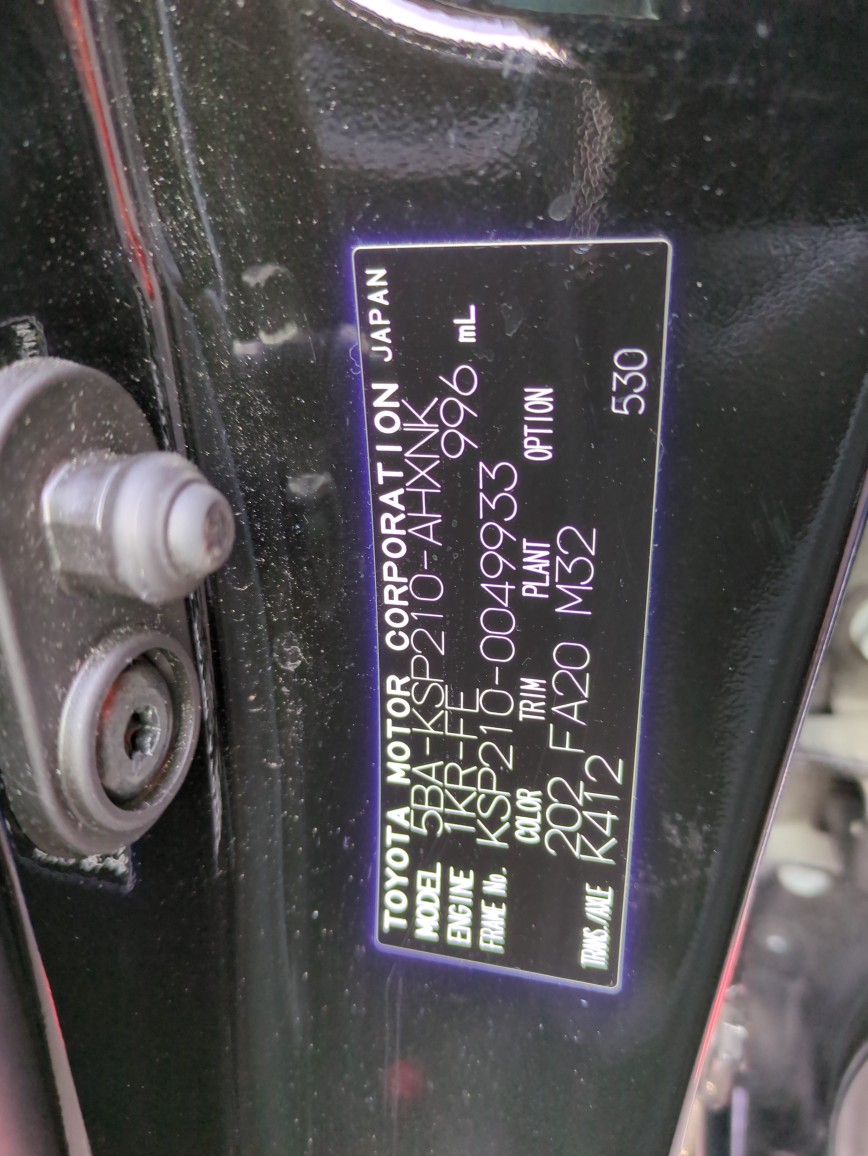 TOYOTA MOTOR CORPORATION JAPAN
MODEL 5BA-KSP210-AHXNK
ENGINE 1KR-FE 996 mL
FRAME No. KSP210-0049933
COLOR TRIM PLANT OPTION
202 FA20 M32
TRANS./AXLE K412 530